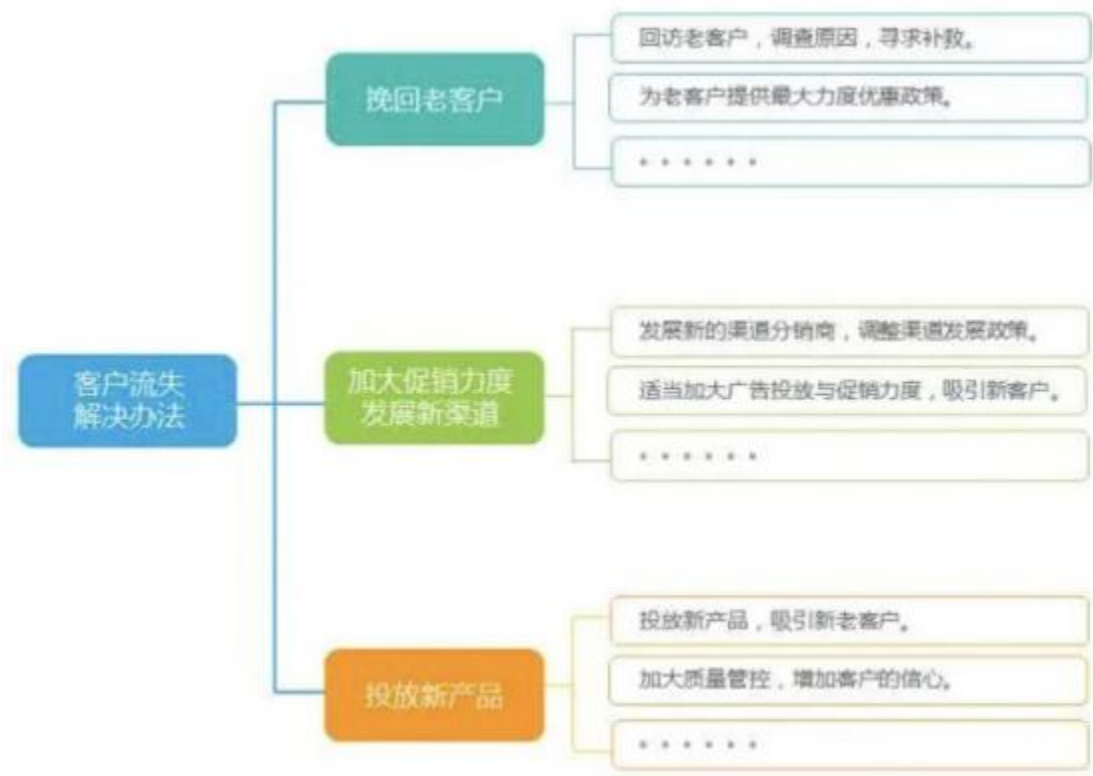 客户流失
解决办法
挽回老客户
回访老客户，调查原因，寻求补救。
为老客户提供最大力度优惠政策。
• • • • • •
加大促销力度
发展新渠道
发展新的渠道分销商，调整渠道发展政策。
适当加大广告投放与促销力度，吸引新客户。
• • • • • •
投放新产品
投放新产品，吸引新老客户。
加大质量管控，增加客户的信心。
• • • • • •